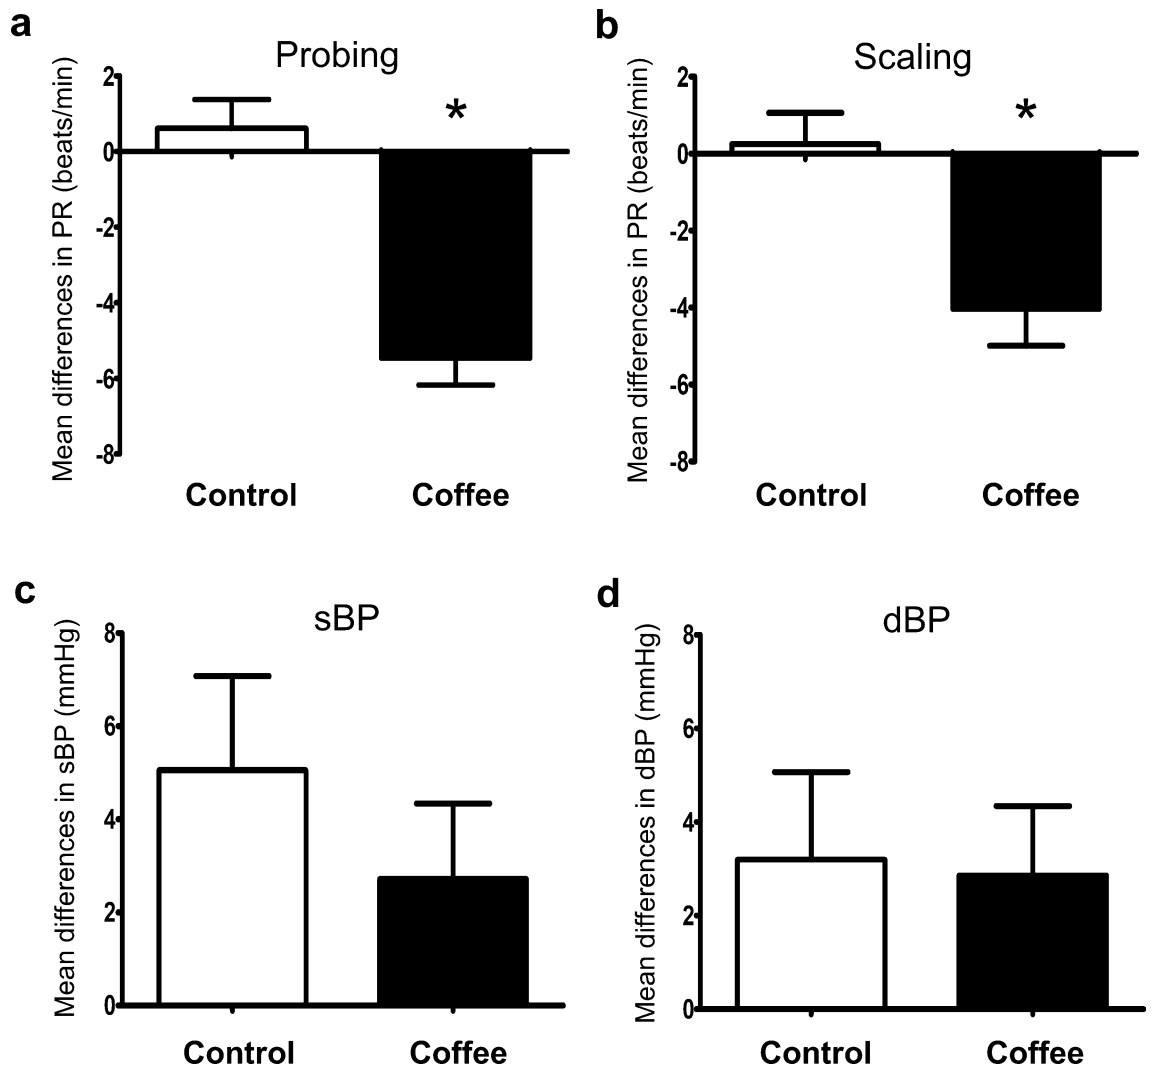 a
Probing
Mean differences in PR (beats/min)
2
0
-2
-4
-6
-8
*
Control
Coffee
b
Scaling
Mean differences in PR (beats/min)
2
0
-2
-4
-6
-8
*
Control
Coffee
c
sBP
Mean differences in sBP (mmHg)
8
6
4
2
0
Control
Coffee
d
dBP
Mean differences in dBP (mmHg)
8
6
4
2
0
Control
Coffee